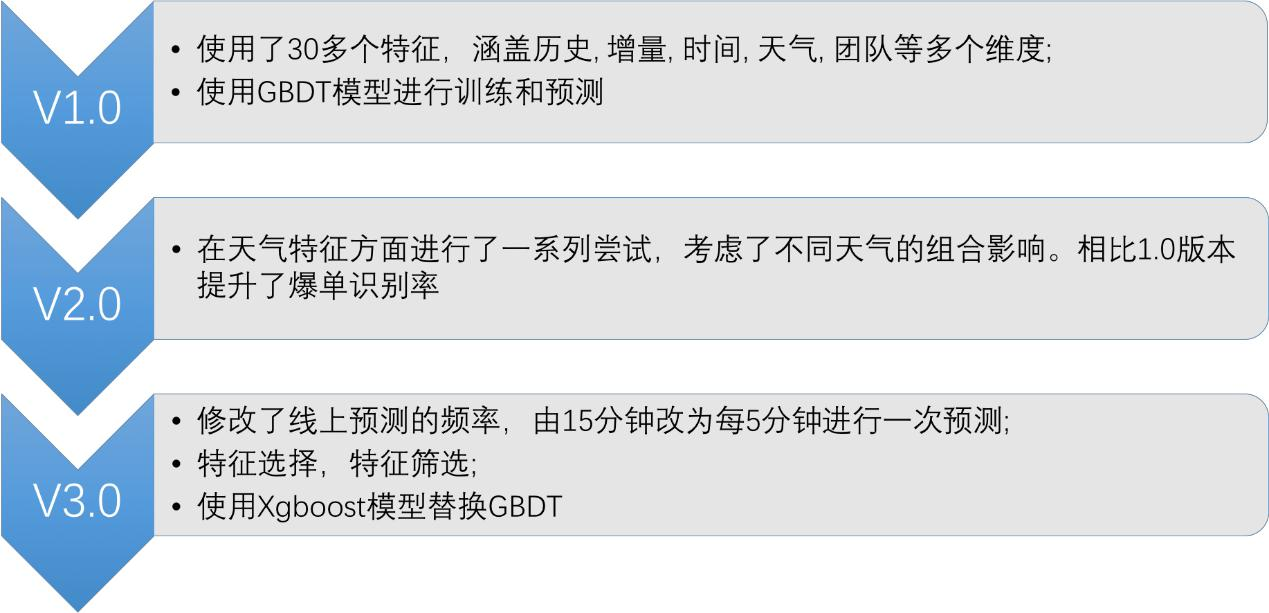 V1.0
• 使用了30多个特征，涵盖历史, 增量, 时间, 天气, 团队等多个维度;
• 使用GBDT模型进行训练和预测
V2.0
• 在天气特征方面进行了一系列尝试，考虑了不同天气的组合影响。相比1.0版本
提升了爆单识别率
V3.0
• 修改了线上预测的频率，由15分钟改为每5分钟进行一次预测;
• 特征选择，特征筛选;
• 使用Xgboost模型替换GBDT